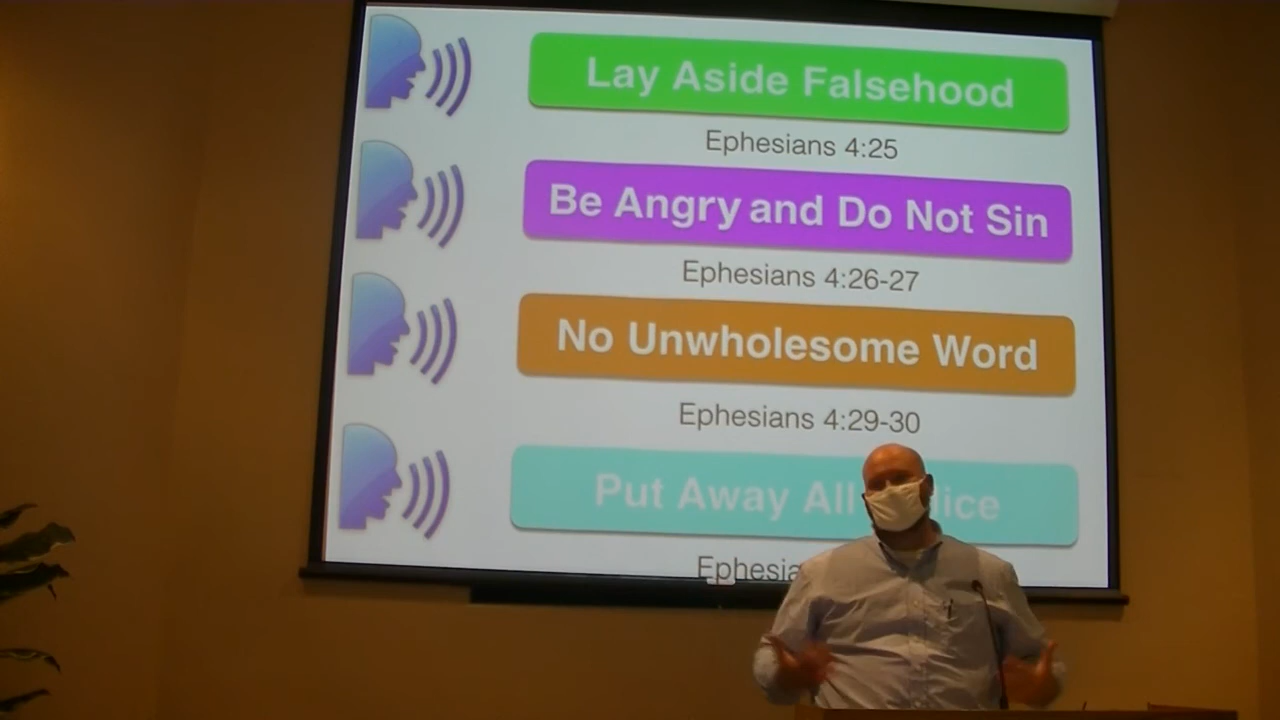 Lay Aside Falsehood
Ephesians 4:25
Be Angry and Do Not Sin
Ephesians 4:26-27
No Unwholesome Word
Ephesians 4:29-30
Put Away All